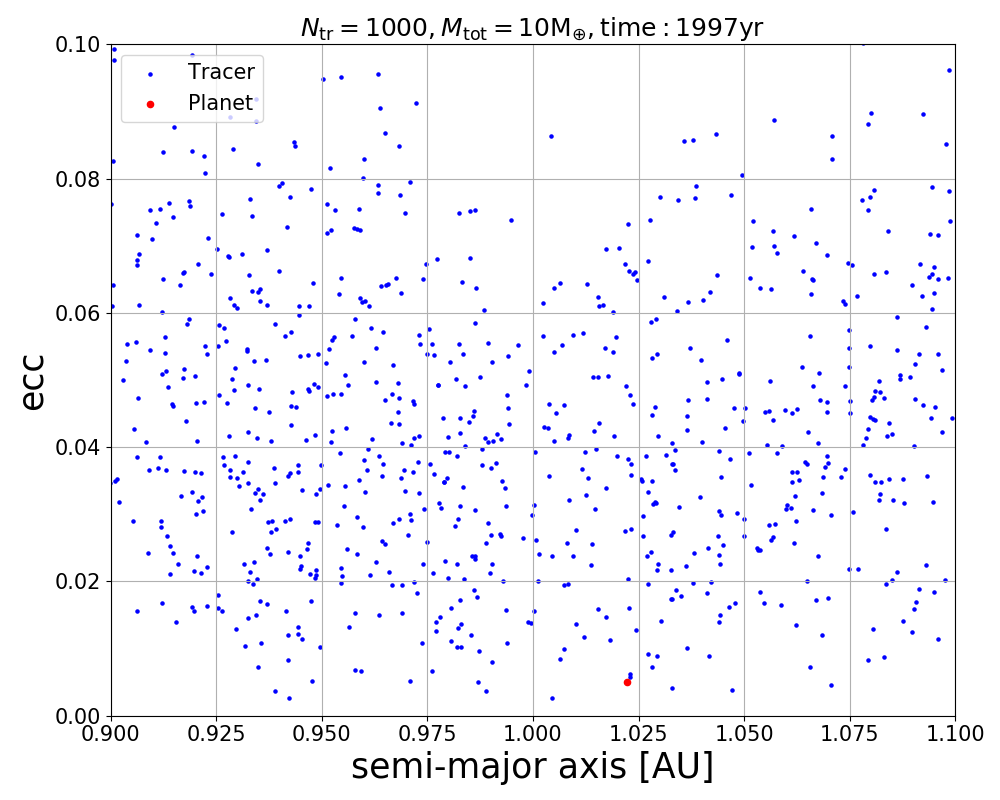 N_tr = 1000, M_tot = 10M_⊕, time : 1997yr
Tracer
Planet
0.10
0.08
0.06
0.04
0.02
0.00
ecc
0.900 0.925 0.950 0.975 1.000 1.025 1.050 1.075 1.100
semi-major axis [AU]